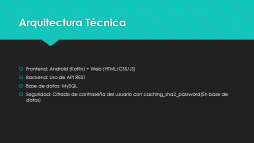 Arquitectura Técnica
Frontend: Android (Kotlin) + Web (HTML/CSS/JS)
Backend: Uso de API REST
Base de datos: MySQL
Seguridad: Cifrado de contraseña del usuario con caching_sha2_password(En base de
datos)